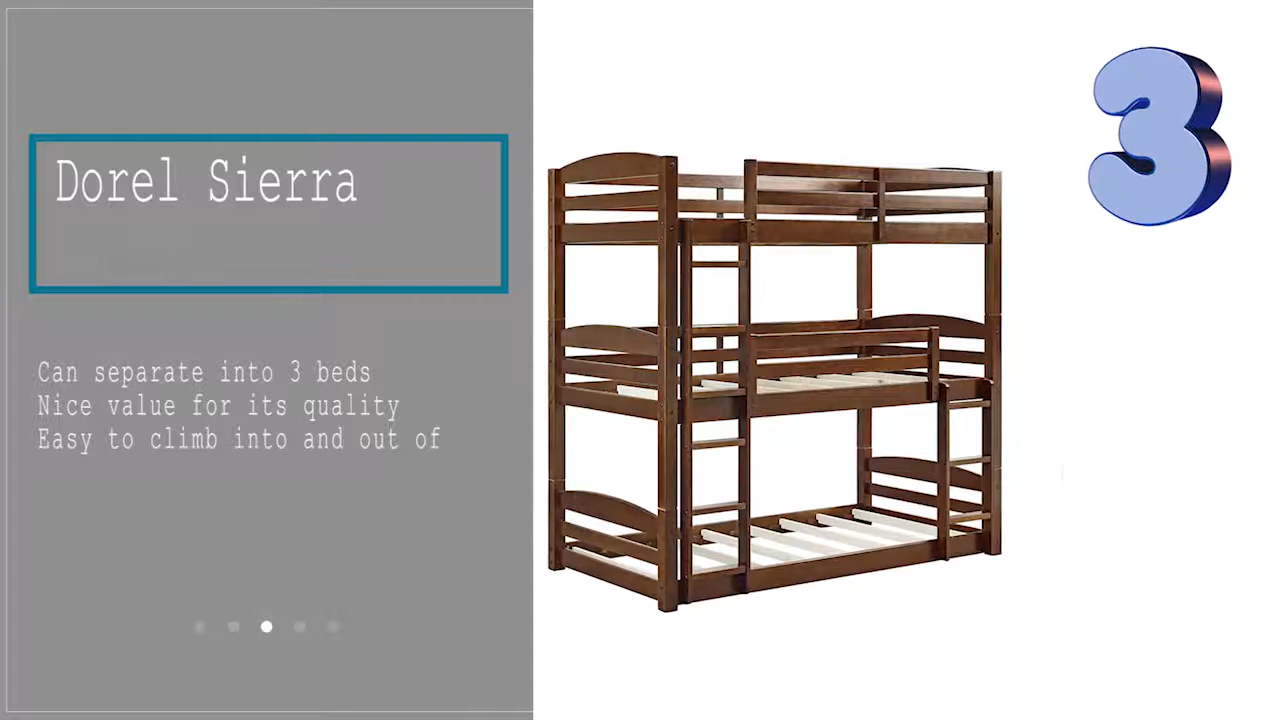 Dorel Sierra
Can separate into 3 beds
Nice value for its quality
Easy to climb into and out of
3